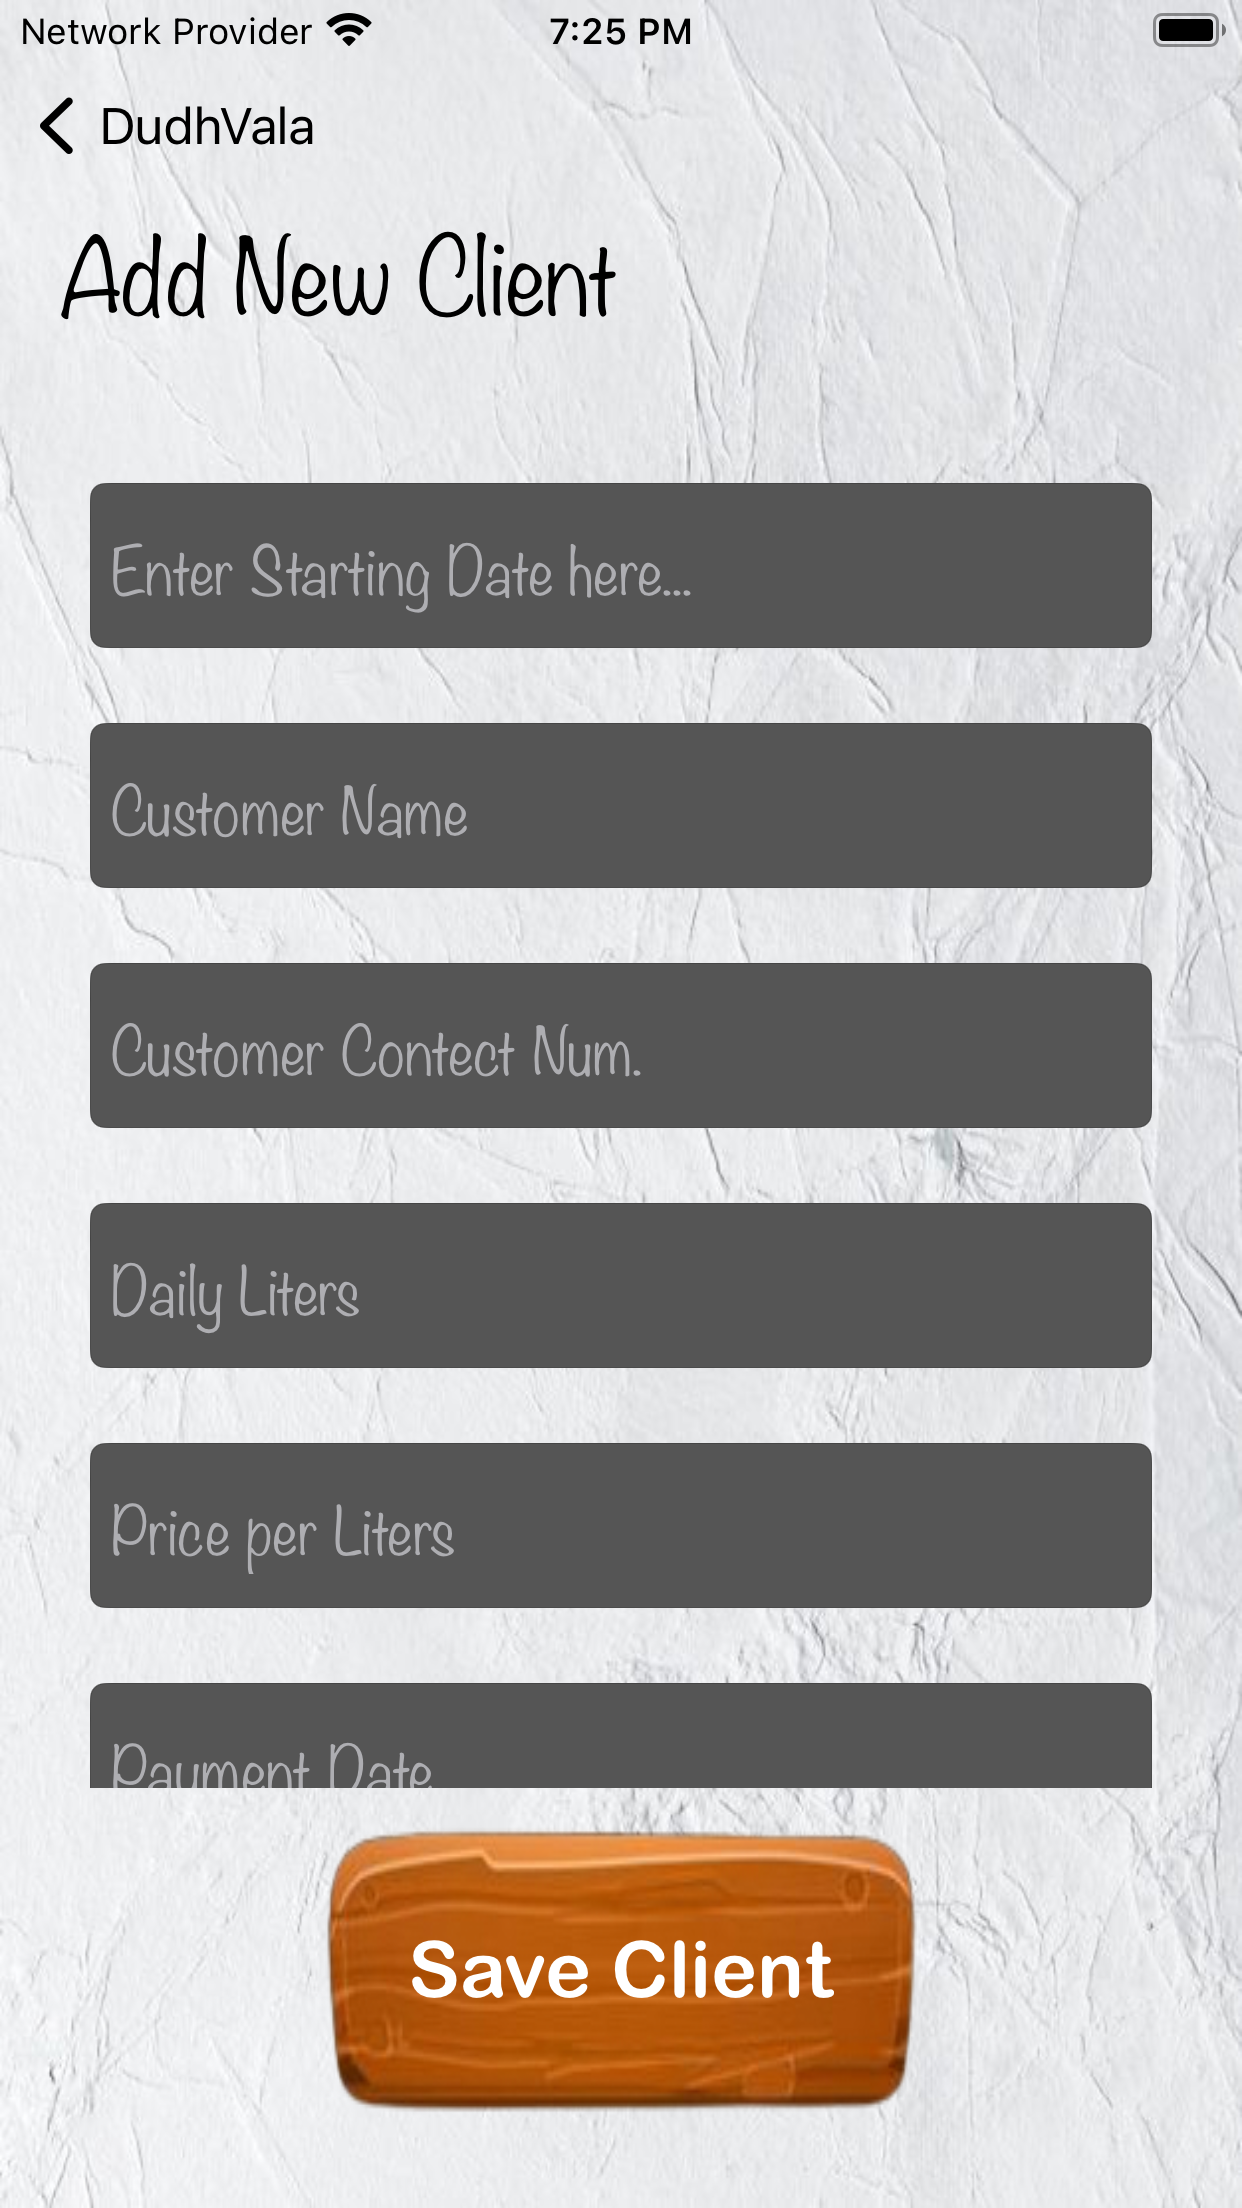 Network Provider 7:25 PM
DudhVala
Add New Client
Enter Starting Date here...
Customer Name
Customer Contect Num.
Daily Liters
Price per Liters
Payment Date
Save Client